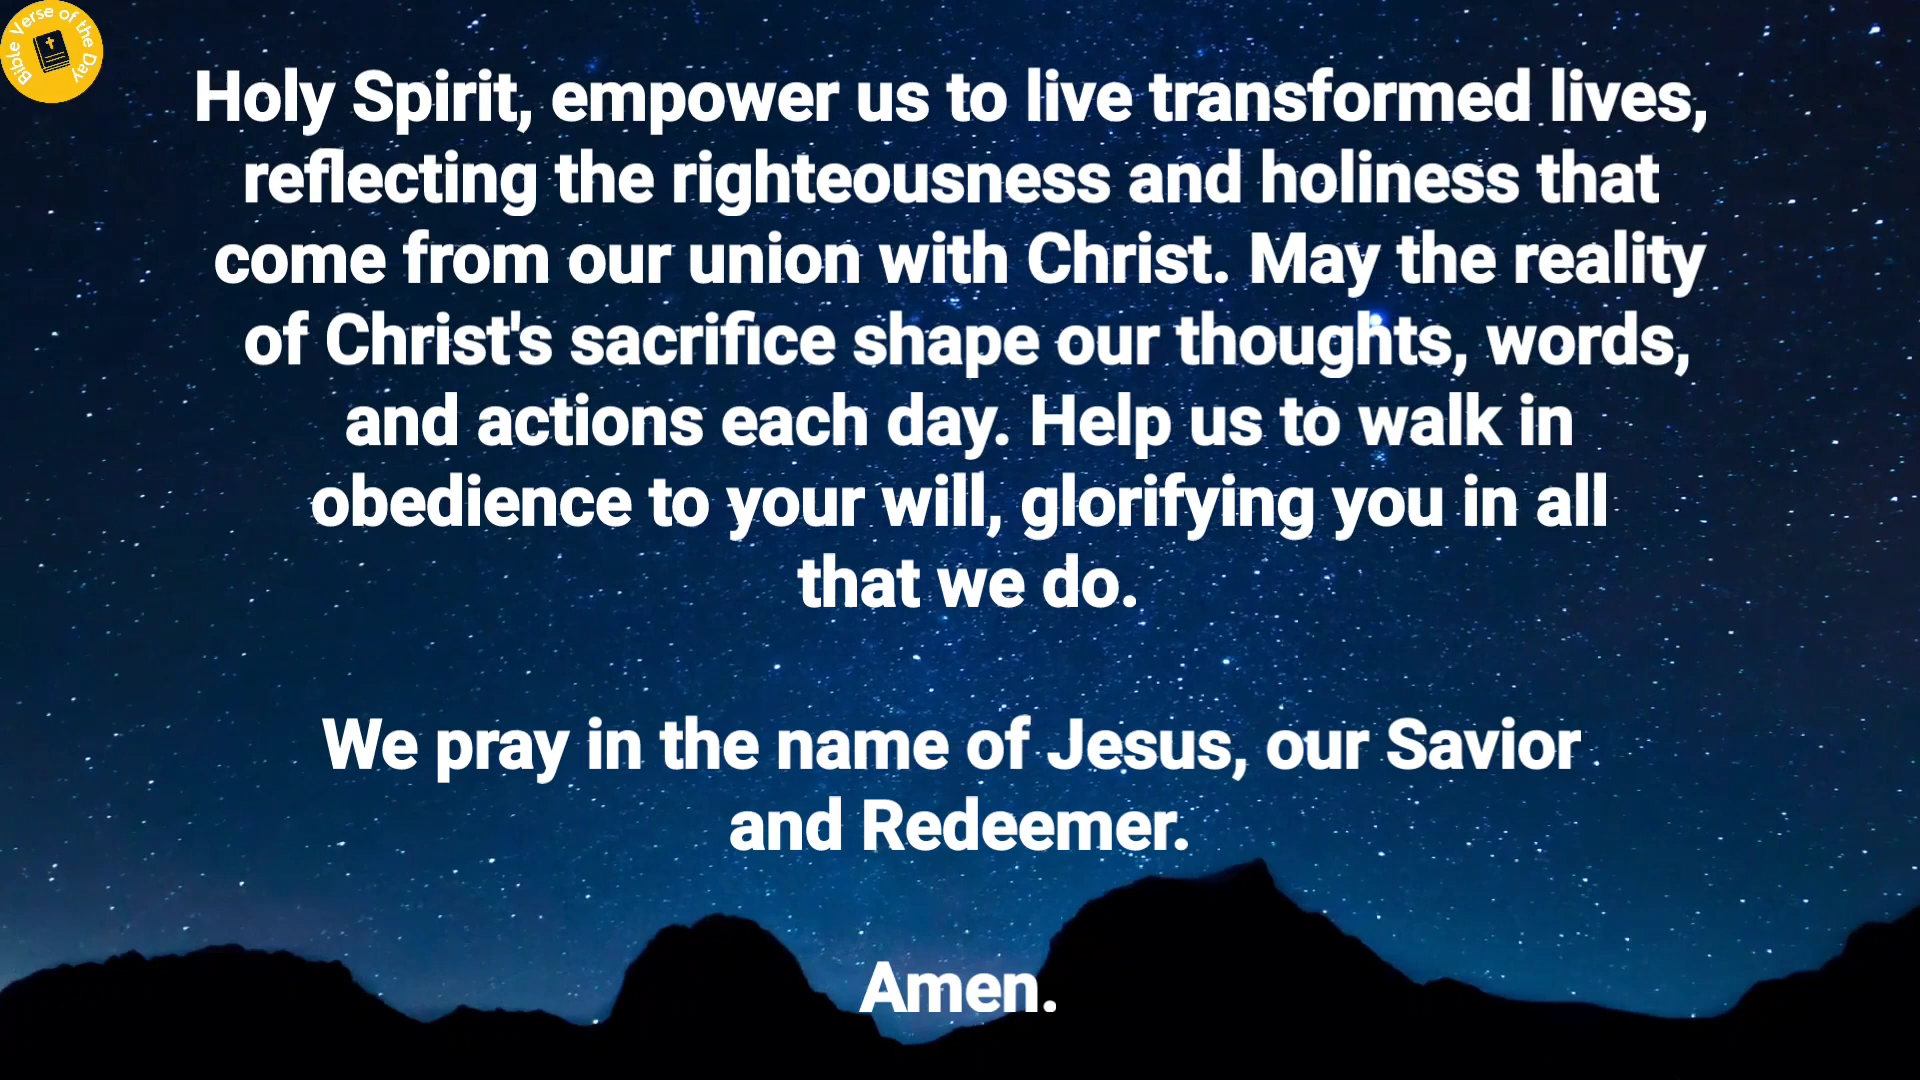 Bible Verse of the Day
Holy Spirit, empower us to live transformed lives,
reflecting the righteousness and holiness that
come from our union with Christ. May the reality
of Christ's sacrifice shape our thoughts, words,
and actions each day. Help us to walk in
obedience to your will, glorifying you in all
that we do.
We pray in the name of Jesus, our Savior
and Redeemer.
Amen.